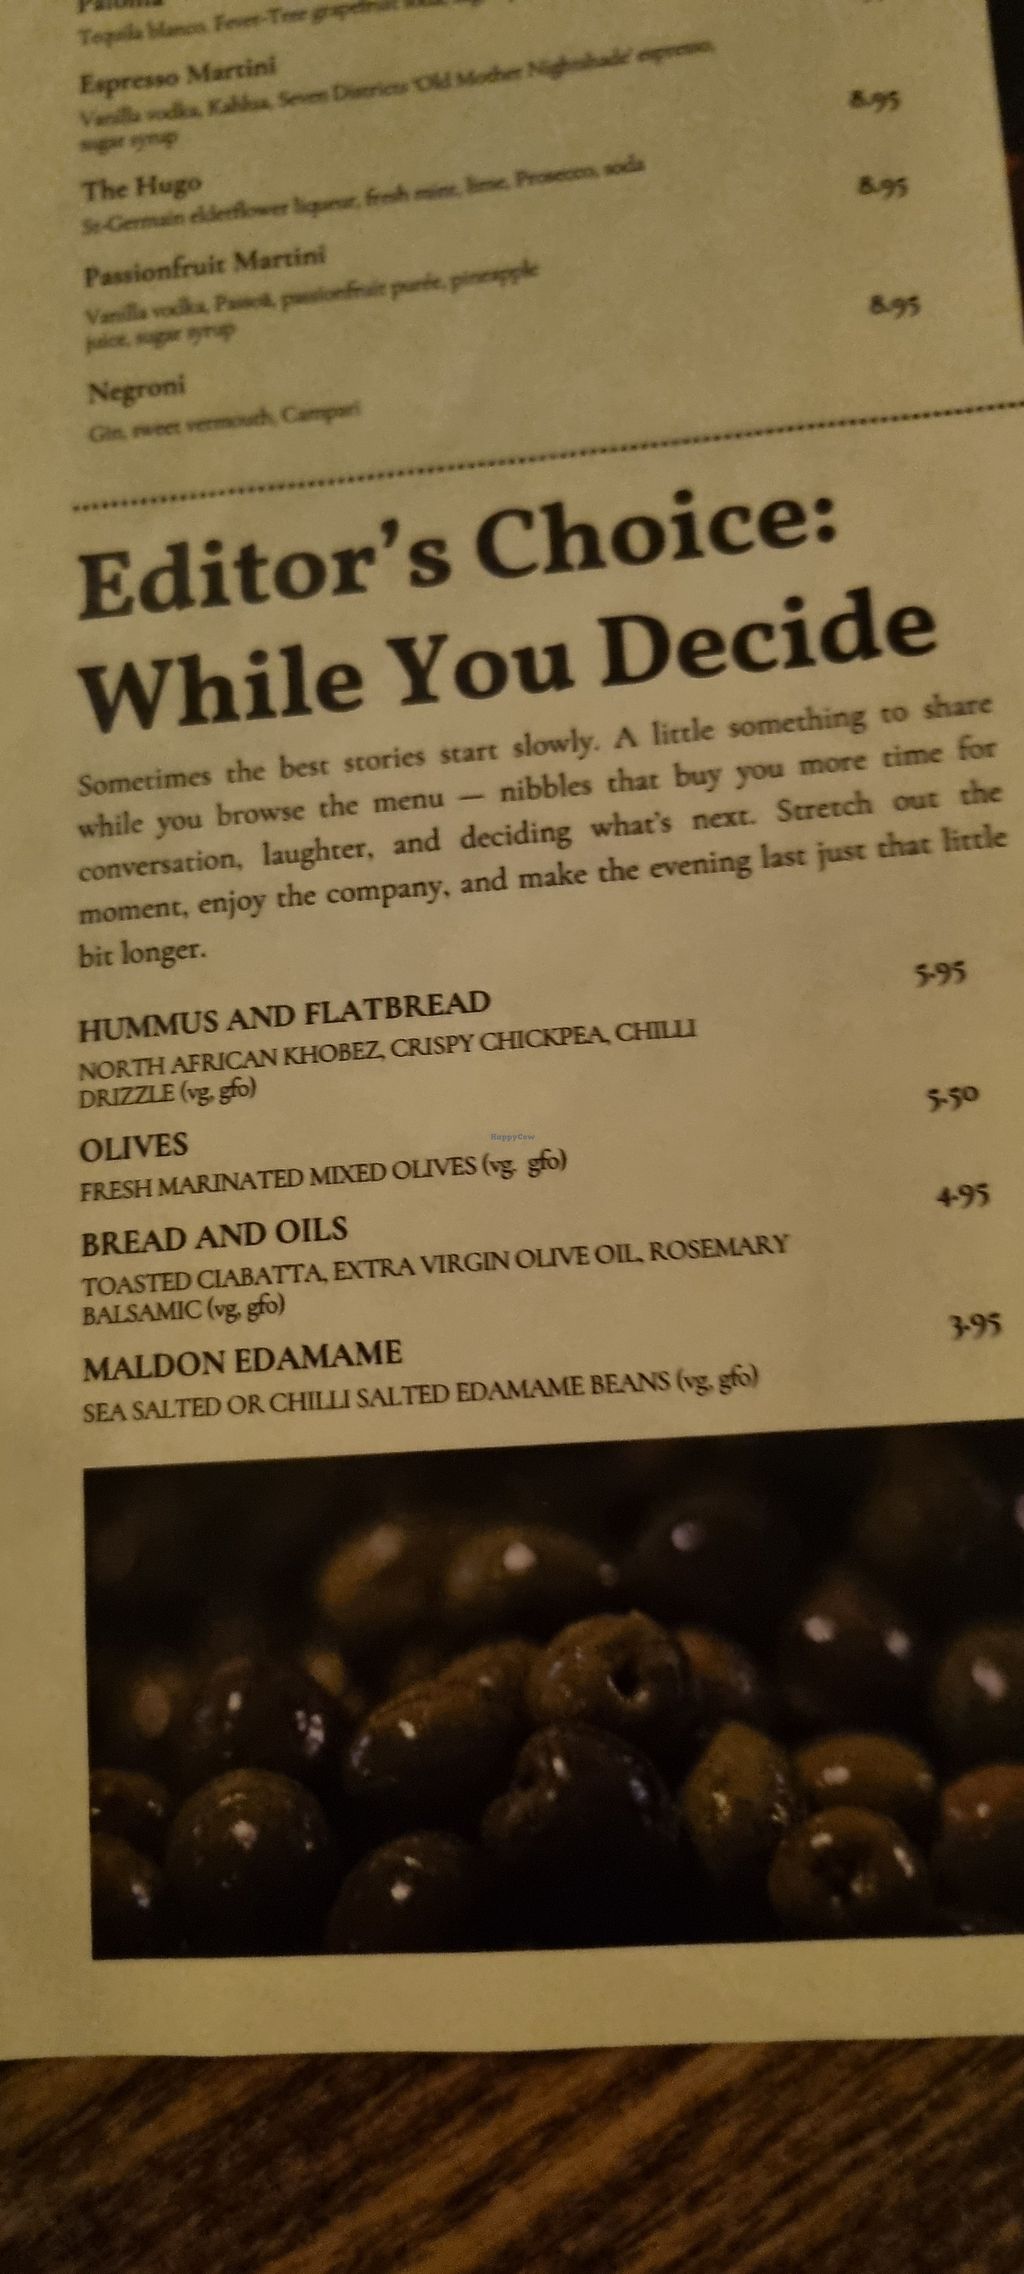 Paloma
Tequila blanco, Fever-Tree grapefruit soda,
Espresso Martini
Vanilla vodka, Kahlua, Seven Districts 'Old Mother Nightshade' espresso,
sugar syrup
8.95
The Hugo
St-Germain elderflower liqueur, fresh mint, lime, Prosecco, soda
8.95
Passionfruit Martini
Vanilla vodka, Passoã, passionfruit purée, pineapple
juice, sugar syrup
8.95
Negroni
Gin, sweet vermouth, Campari
Editor's Choice:
While You Decide
Sometimes the best stories start slowly. A little something to share
while you browse the menu — nibbles that buy you more time for
conversation, laughter, and deciding what's next. Stretch out the
moment, enjoy the company, and make the evening last just that little
bit longer.
HUMMUS AND FLATBREAD 5.95
NORTH AFRICAN KHOBEZ, CRISPY CHICKPEA, CHILLI
DRIZZLE (vg, gfo)
OLIVES 5.50
FRESH MARINATED MIXED OLIVES (vg. gfo)
BREAD AND OILS 4.95
TOASTED CIABATTA, EXTRA VIRGIN OLIVE OIL, ROSEMARY
BALSAMIC (vg, gfo)
MALDON EDAMAME 3.95
SEA SALTED OR CHILLI SALTED EDAMAME BEANS (vg, gfo)
HappyCow